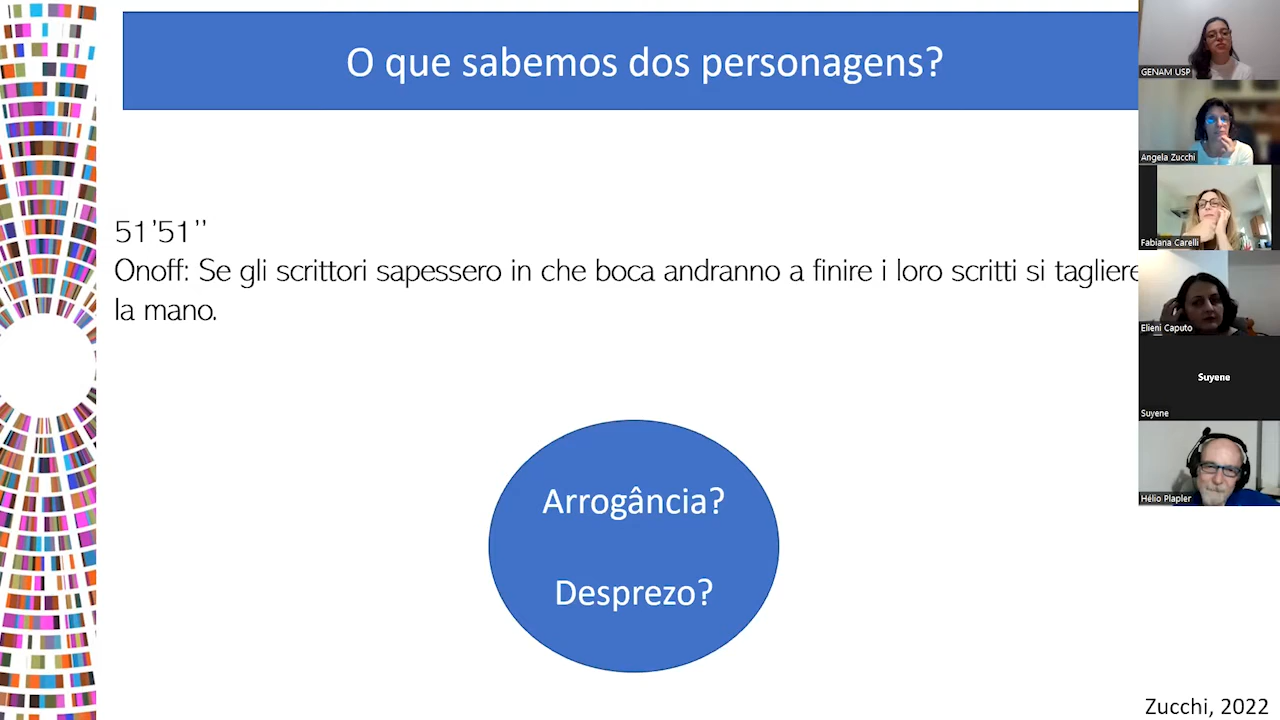 O que sabemos dos personagens?
51'51''
Onoff: Se gli scrittori sapessero in che boca andranno a finire i loro scritti si tagliere
la mano.
Arrogância?
Desprezo?
Zucchi, 2022
GENAM USP
Angela Zucchi
Fabiana Carelli
Elieni Caputo
Suyene
Suyene
Hélio Plapler